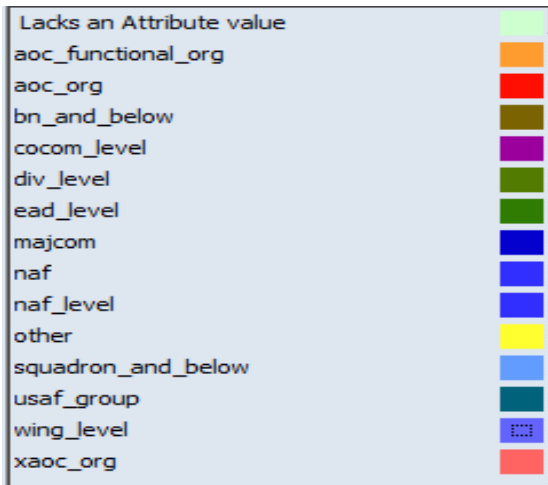 Lacks an Attribute value
aoc_functional_org
aoc_org
bn_and_below
cocom_level
div_level
ead_level
majcom
naf
naf_level
other
squadron_and_below
usaf_group
wing_level
xaoc_org